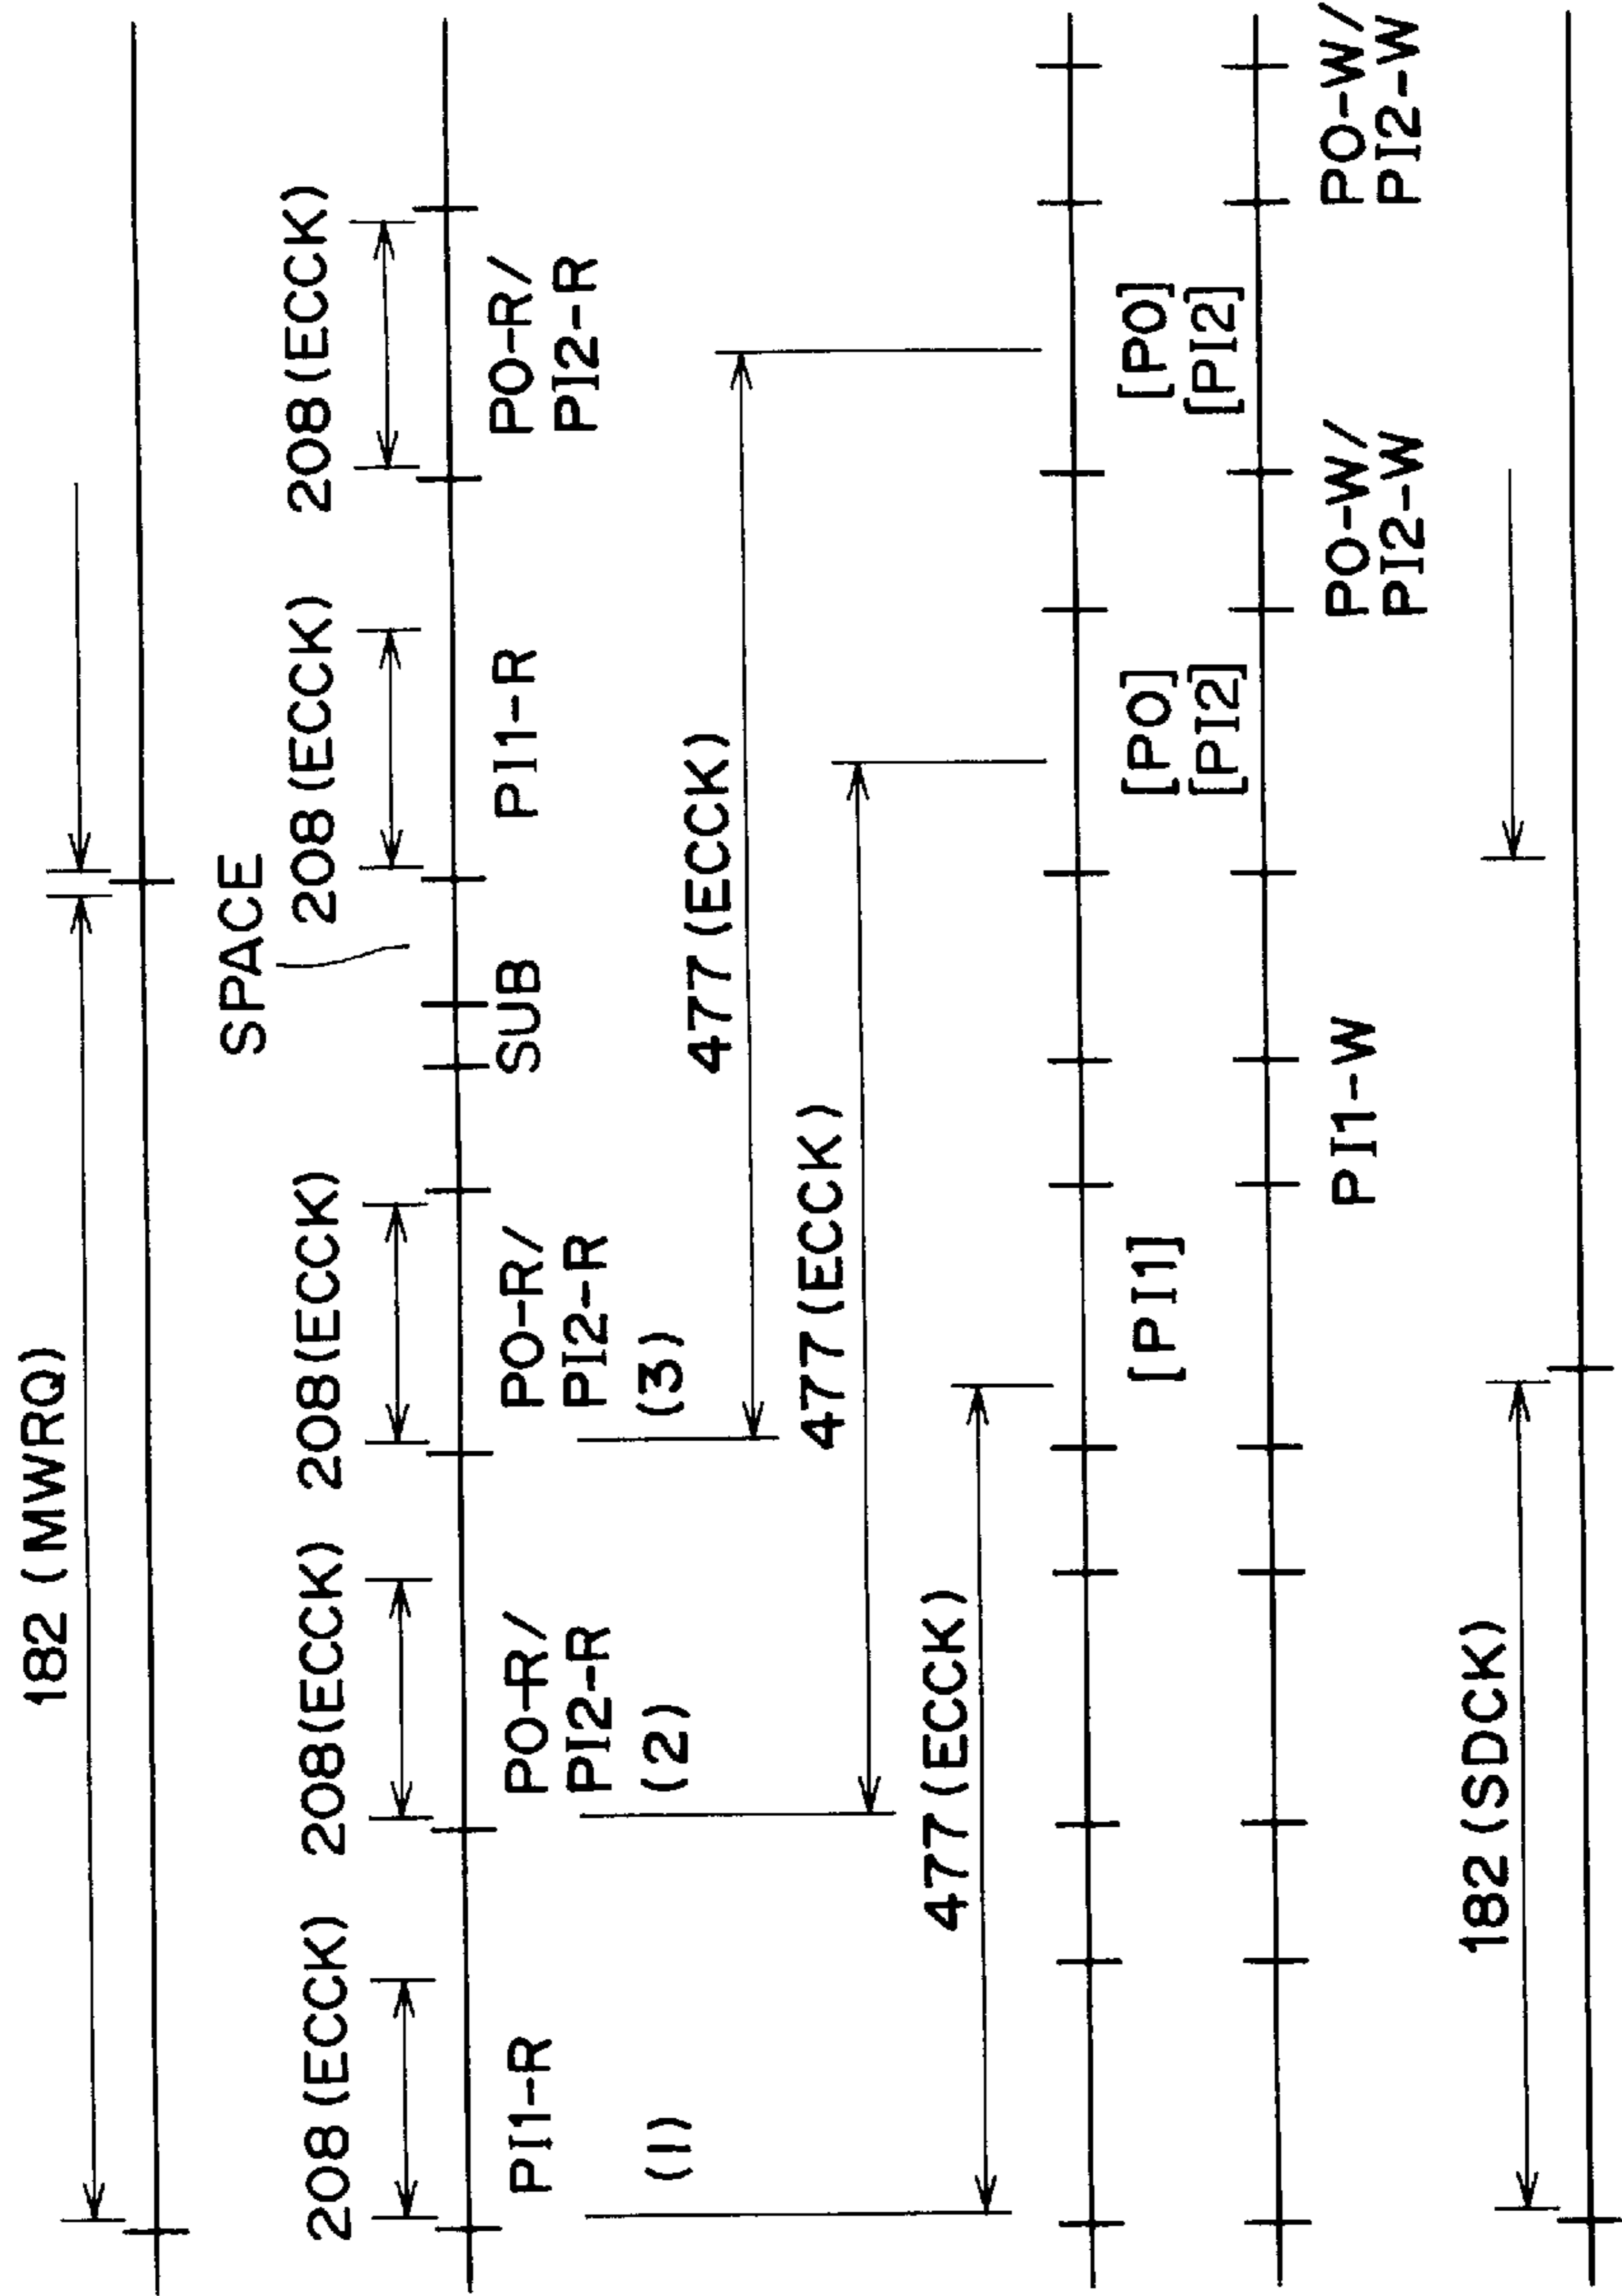 182 (MWRQ)
SPACE
208 (ECCK) 208 (ECCK) 208 (ECCK) 208 (ECCK) 208 (ECCK)
PI1-R
PO-R/
PI2-R
PO-R/
PI2-R
SUB
PI1-R
PO-R/
PI2-R
(1)
(2)
(3)
477 (ECCK)
477 (ECCK)
477 (ECCK)
[PI1]
[PO]
[PI2]
[PO]
[PI2]
PI1-W
PO-W/
PI2-W
PO-W/
PI2-W
182 (SDCK)